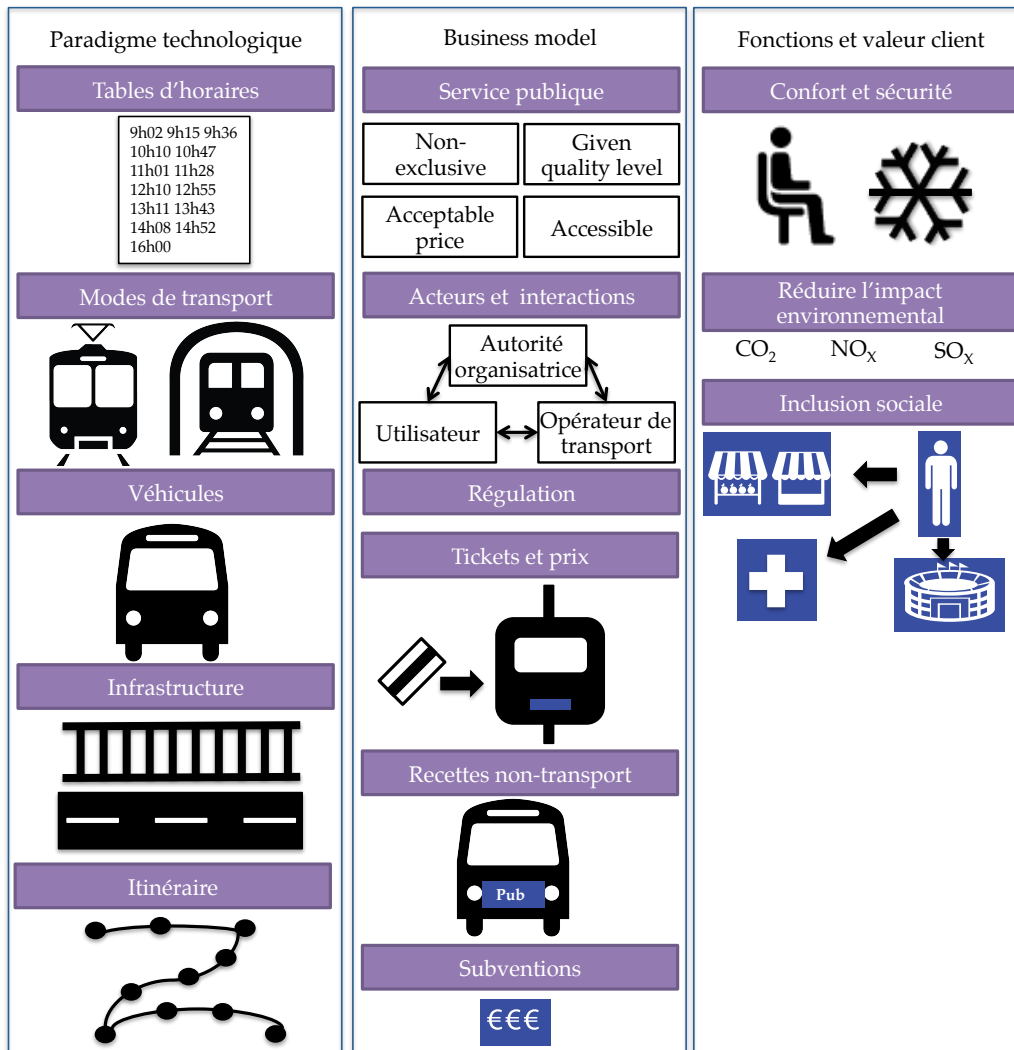 Paradigme technologique
Tables d'horaires
9h02 9h15 9h36
10h10 10h47
11h01 11h28
12h10 12h55
13h11 13h43
14h08 14h52
16h00
Modes de transport
Véhicules
Infrastructure
Itinéraire
Business model
Service publique
Non-
exclusive
Given
quality level
Acceptable
price
Accessible
Acteurs et interactions
Autorité
organisatrice
Utilisateur
Opérateur de
transport
Régulation
Tickets et prix
Recettes non-transport
Pub
Subventions
€€€
Fonctions et valeur client
Confort et sécurité
Réduire l'impact
environnemental
CO₂ NOₓ SOₓ
Inclusion sociale